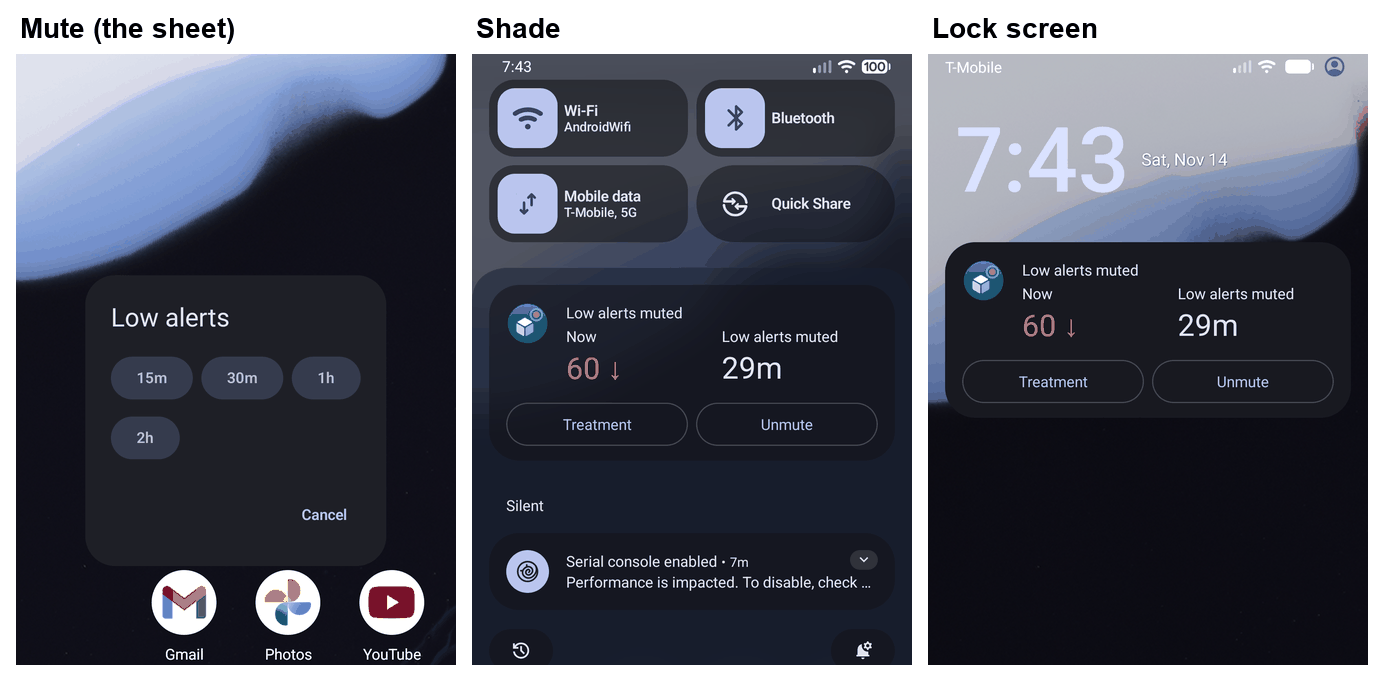 Mute (the sheet)
Low alerts
15m 30m 1h
2h
Cancel
Gmail Photos YouTube
Shade
7:43 100
Wi-Fi
AndroidWifi
Bluetooth
Mobile data
T-Mobile, 5G
Quick Share
Low alerts muted
Now Low alerts muted
60 ↓ 29m
Treatment Unmute
Silent
Serial console enabled • 7m
Performance is impacted. To disable, check ...
Lock screen
T-Mobile
7:43 Sat, Nov 14
Low alerts muted
Now Low alerts muted
60 ↓ 29m
Treatment Unmute